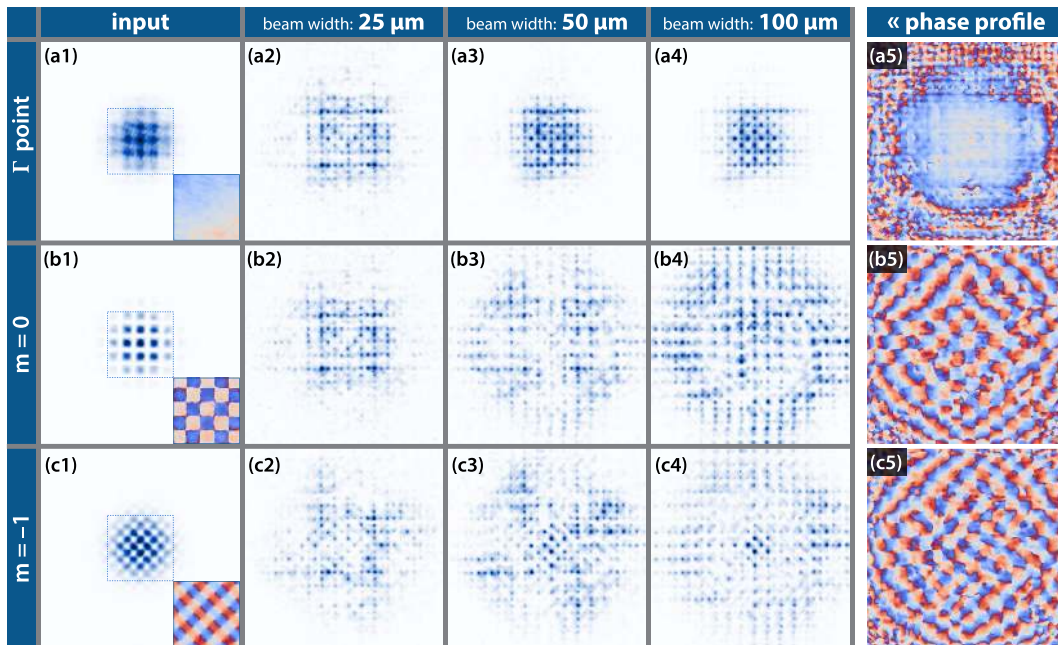 input
beam width: 25 µm
beam width: 50 µm
beam width: 100 µm
« phase profile
Γ point
(a1)
(a2)
(a3)
(a4)
(a5)
m = 0
(b1)
(b2)
(b3)
(b4)
(b5)
m = −1
(c1)
(c2)
(c3)
(c4)
(c5)